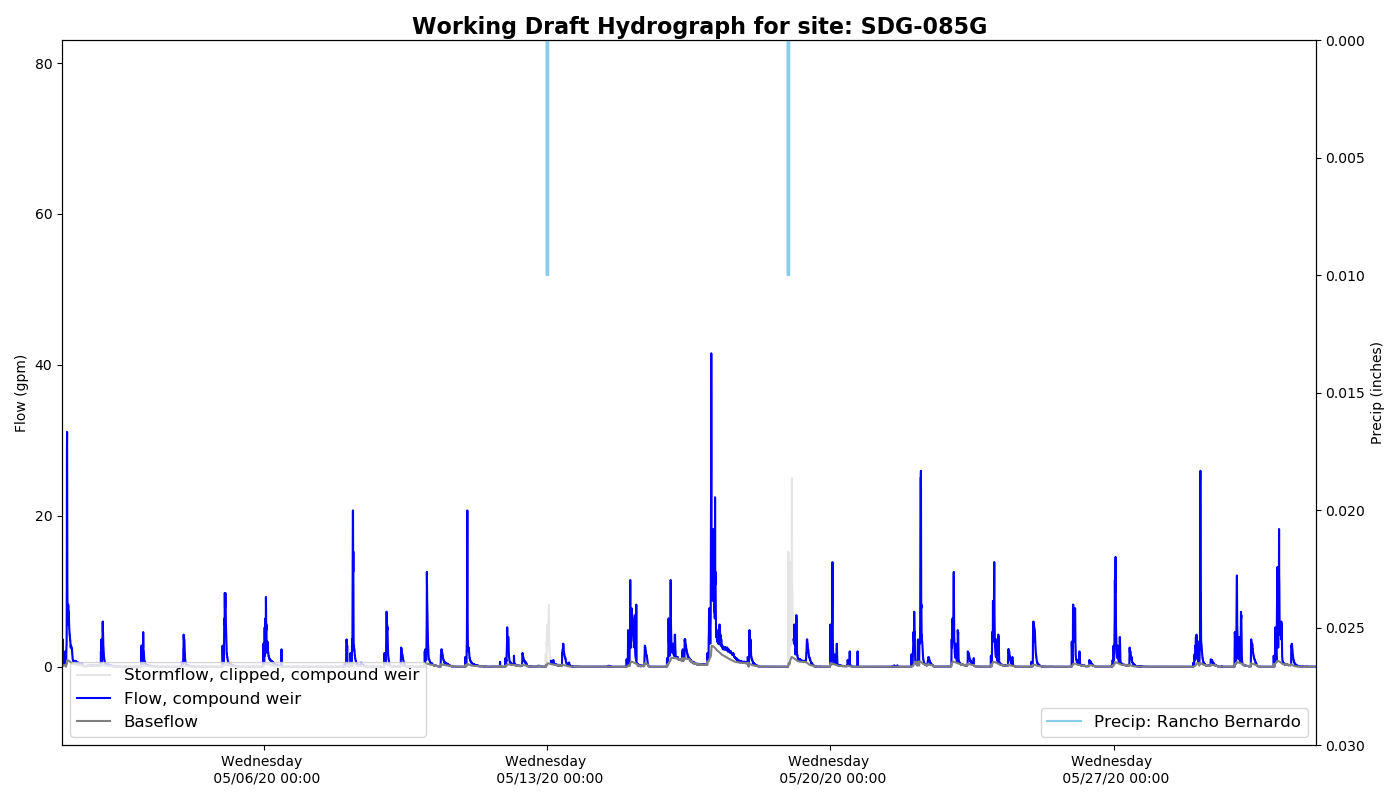 Working Draft Hydrograph for site: SDG-085G
80
60
40
20
0
Flow (gpm)
0.000
0.005
0.010
0.015
0.020
0.025
0.030
Precip (inches)
Stormflow, clipped, compound weir
Flow, compound weir
Baseflow
Precip: Rancho Bernardo
Wednesday
05/06/20 00:00
Wednesday
05/13/20 00:00
Wednesday
05/20/20 00:00
Wednesday
05/27/20 00:00